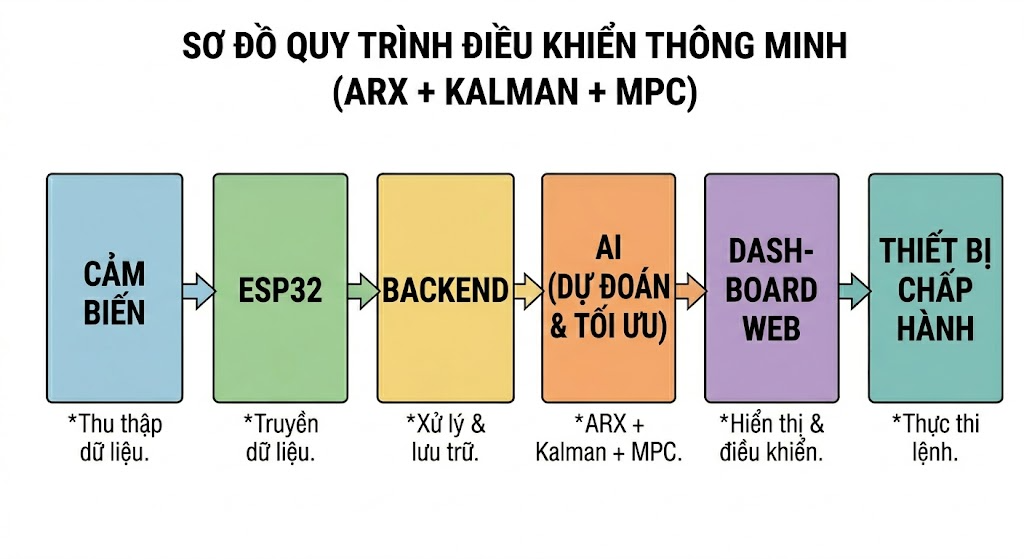 SƠ ĐỒ QUY TRÌNH ĐIỀU KHIỂN THÔNG MINH
(ARX + KALMAN + MPC)
CẢM
BIẾN
*Thu thập
dữ liệu.
ESP32
*Truyền
dữ liệu.
BACKEND
*Xử lý &
lưu trữ.
AI
(DỰ ĐOÁN
& TỐI ƯU)
*ARX +
Kalman + MPC.
DASH-
BOARD
WEB
*Hiển thị &
điều khiển.
THIẾT BỊ
CHẤP
HÀNH
*Thực thi
lệnh.